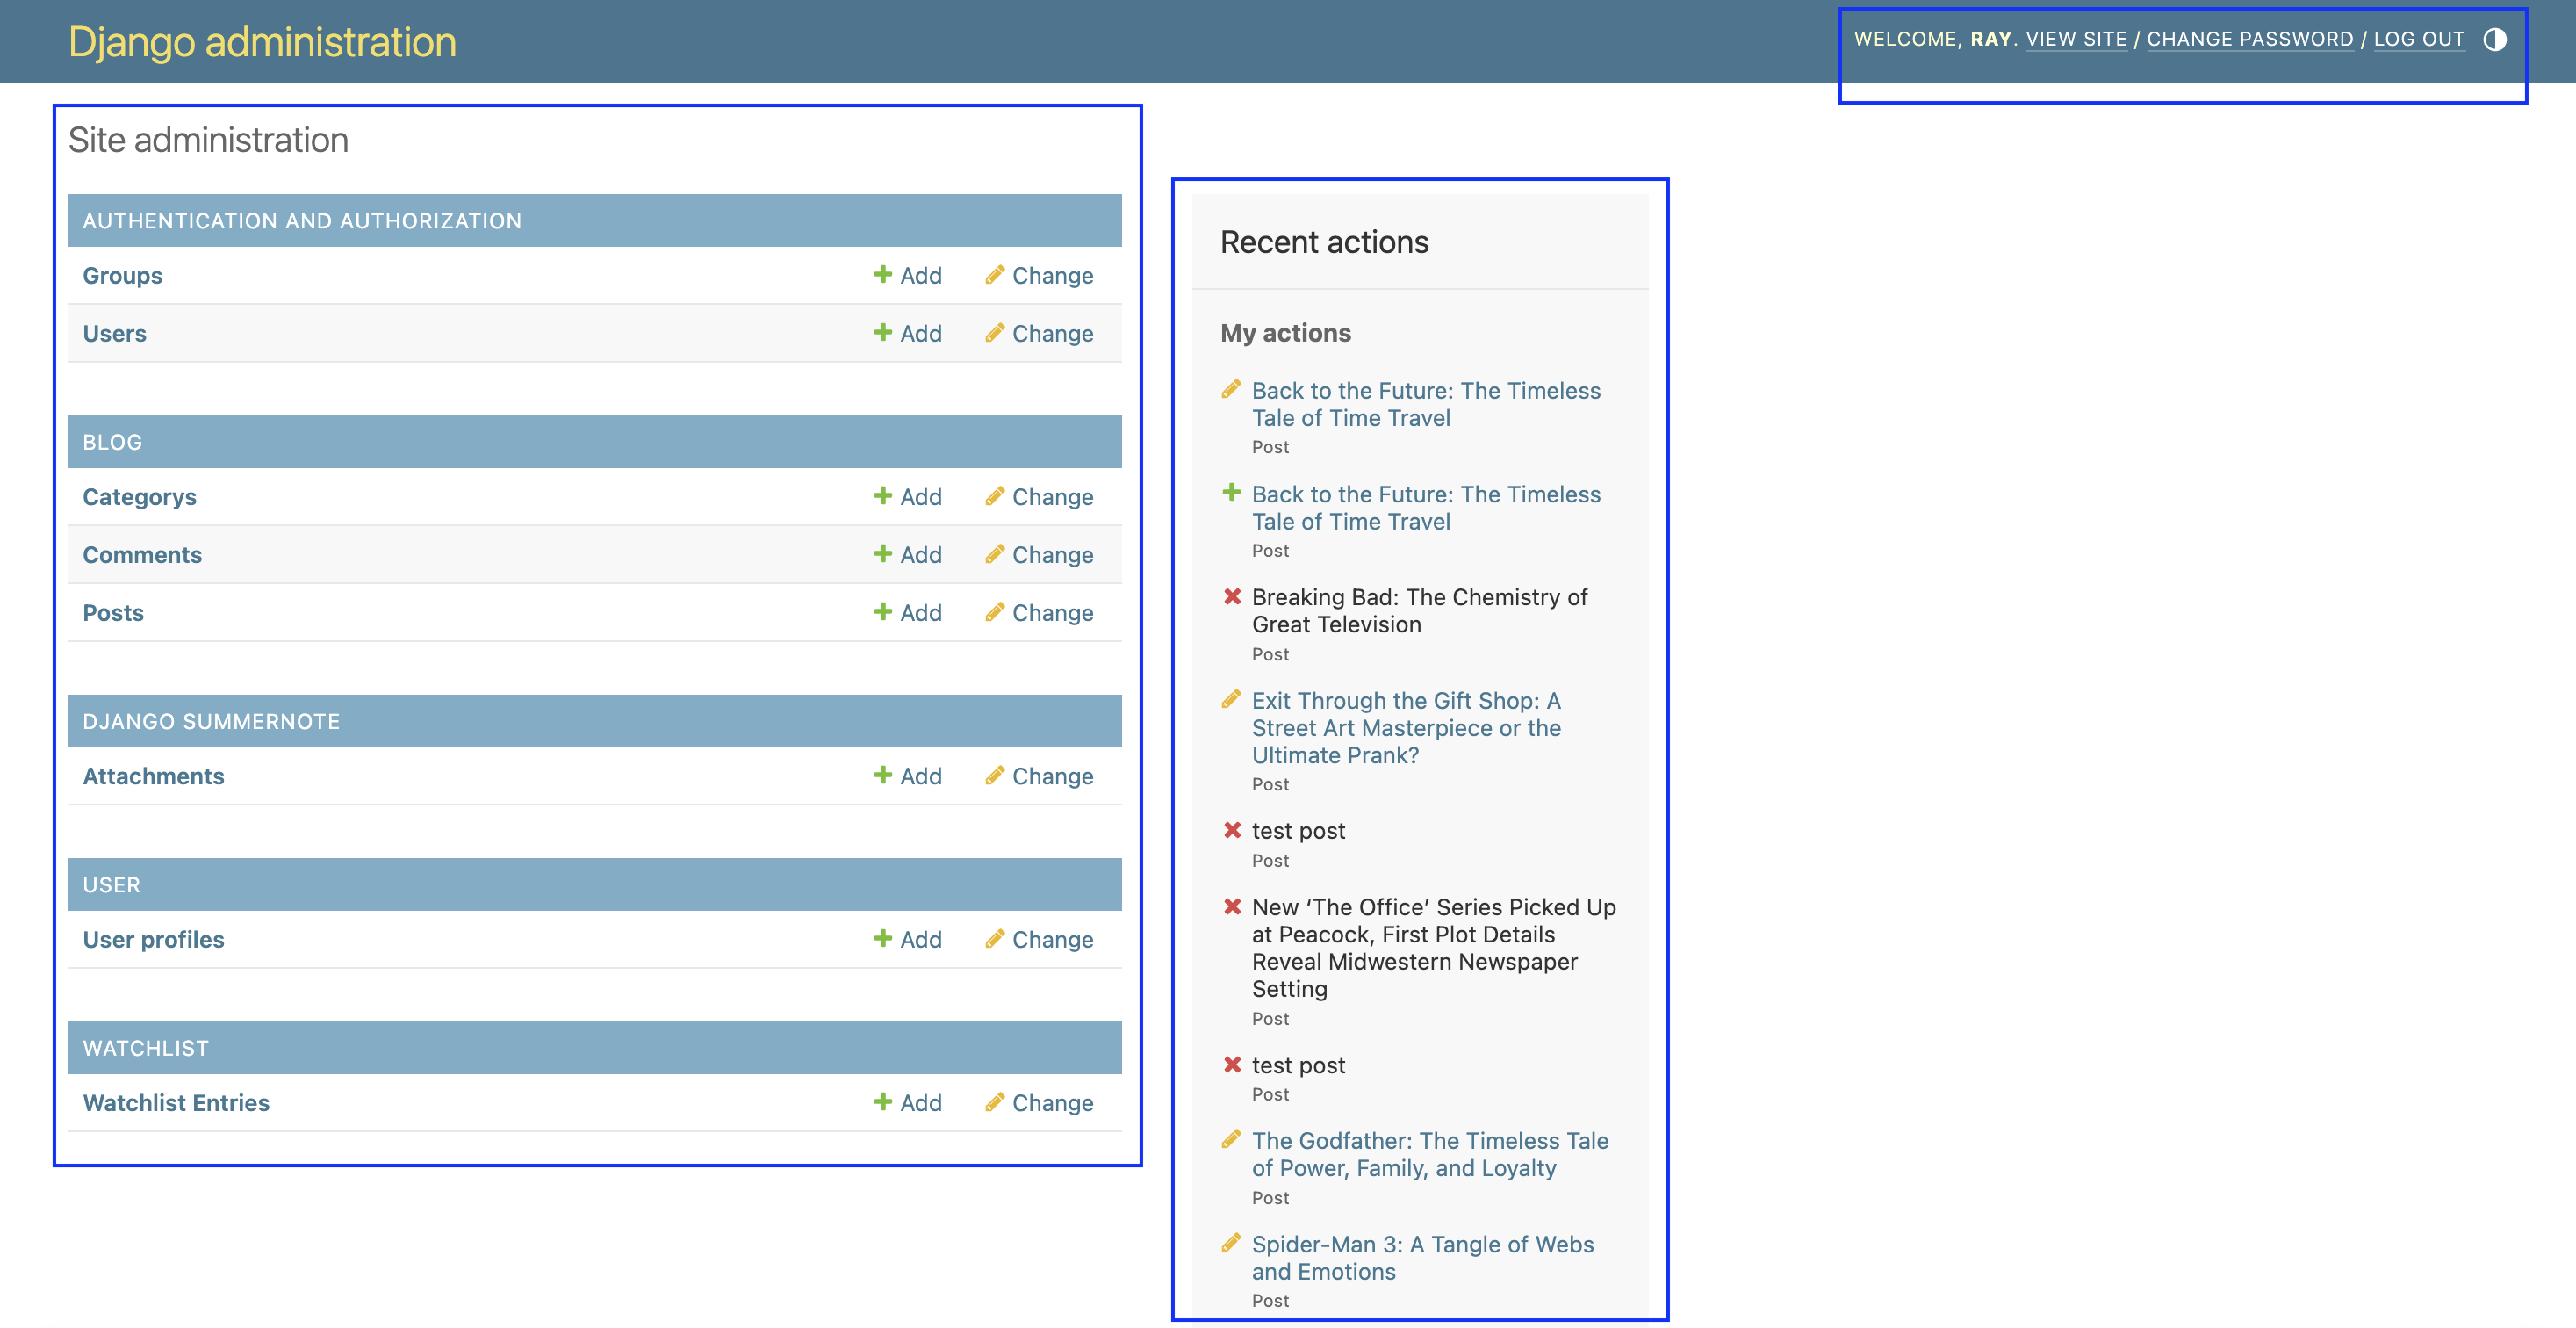 Django administration
WELCOME, RAY. VIEW SITE / CHANGE PASSWORD / LOG OUT
Site administration
AUTHENTICATION AND AUTHORIZATION
Groups Add Change
Users Add Change
BLOG
Categorys Add Change
Comments Add Change
Posts Add Change
DJANGO SUMMERNOTE
Attachments Add Change
USER
User profiles Add Change
WATCHLIST
Watchlist Entries Add Change
Recent actions
My actions
Back to the Future: The Timeless
Tale of Time Travel
Post
Back to the Future: The Timeless
Tale of Time Travel
Post
Breaking Bad: The Chemistry of
Great Television
Post
Exit Through the Gift Shop: A
Street Art Masterpiece or the
Ultimate Prank?
Post
test post
Post
New ‘The Office’ Series Picked Up
at Peacock, First Plot Details
Reveal Midwestern Newspaper
Setting
Post
test post
Post
The Godfather: The Timeless Tale
of Power, Family, and Loyalty
Post
Spider-Man 3: A Tangle of Webs
and Emotions
Post